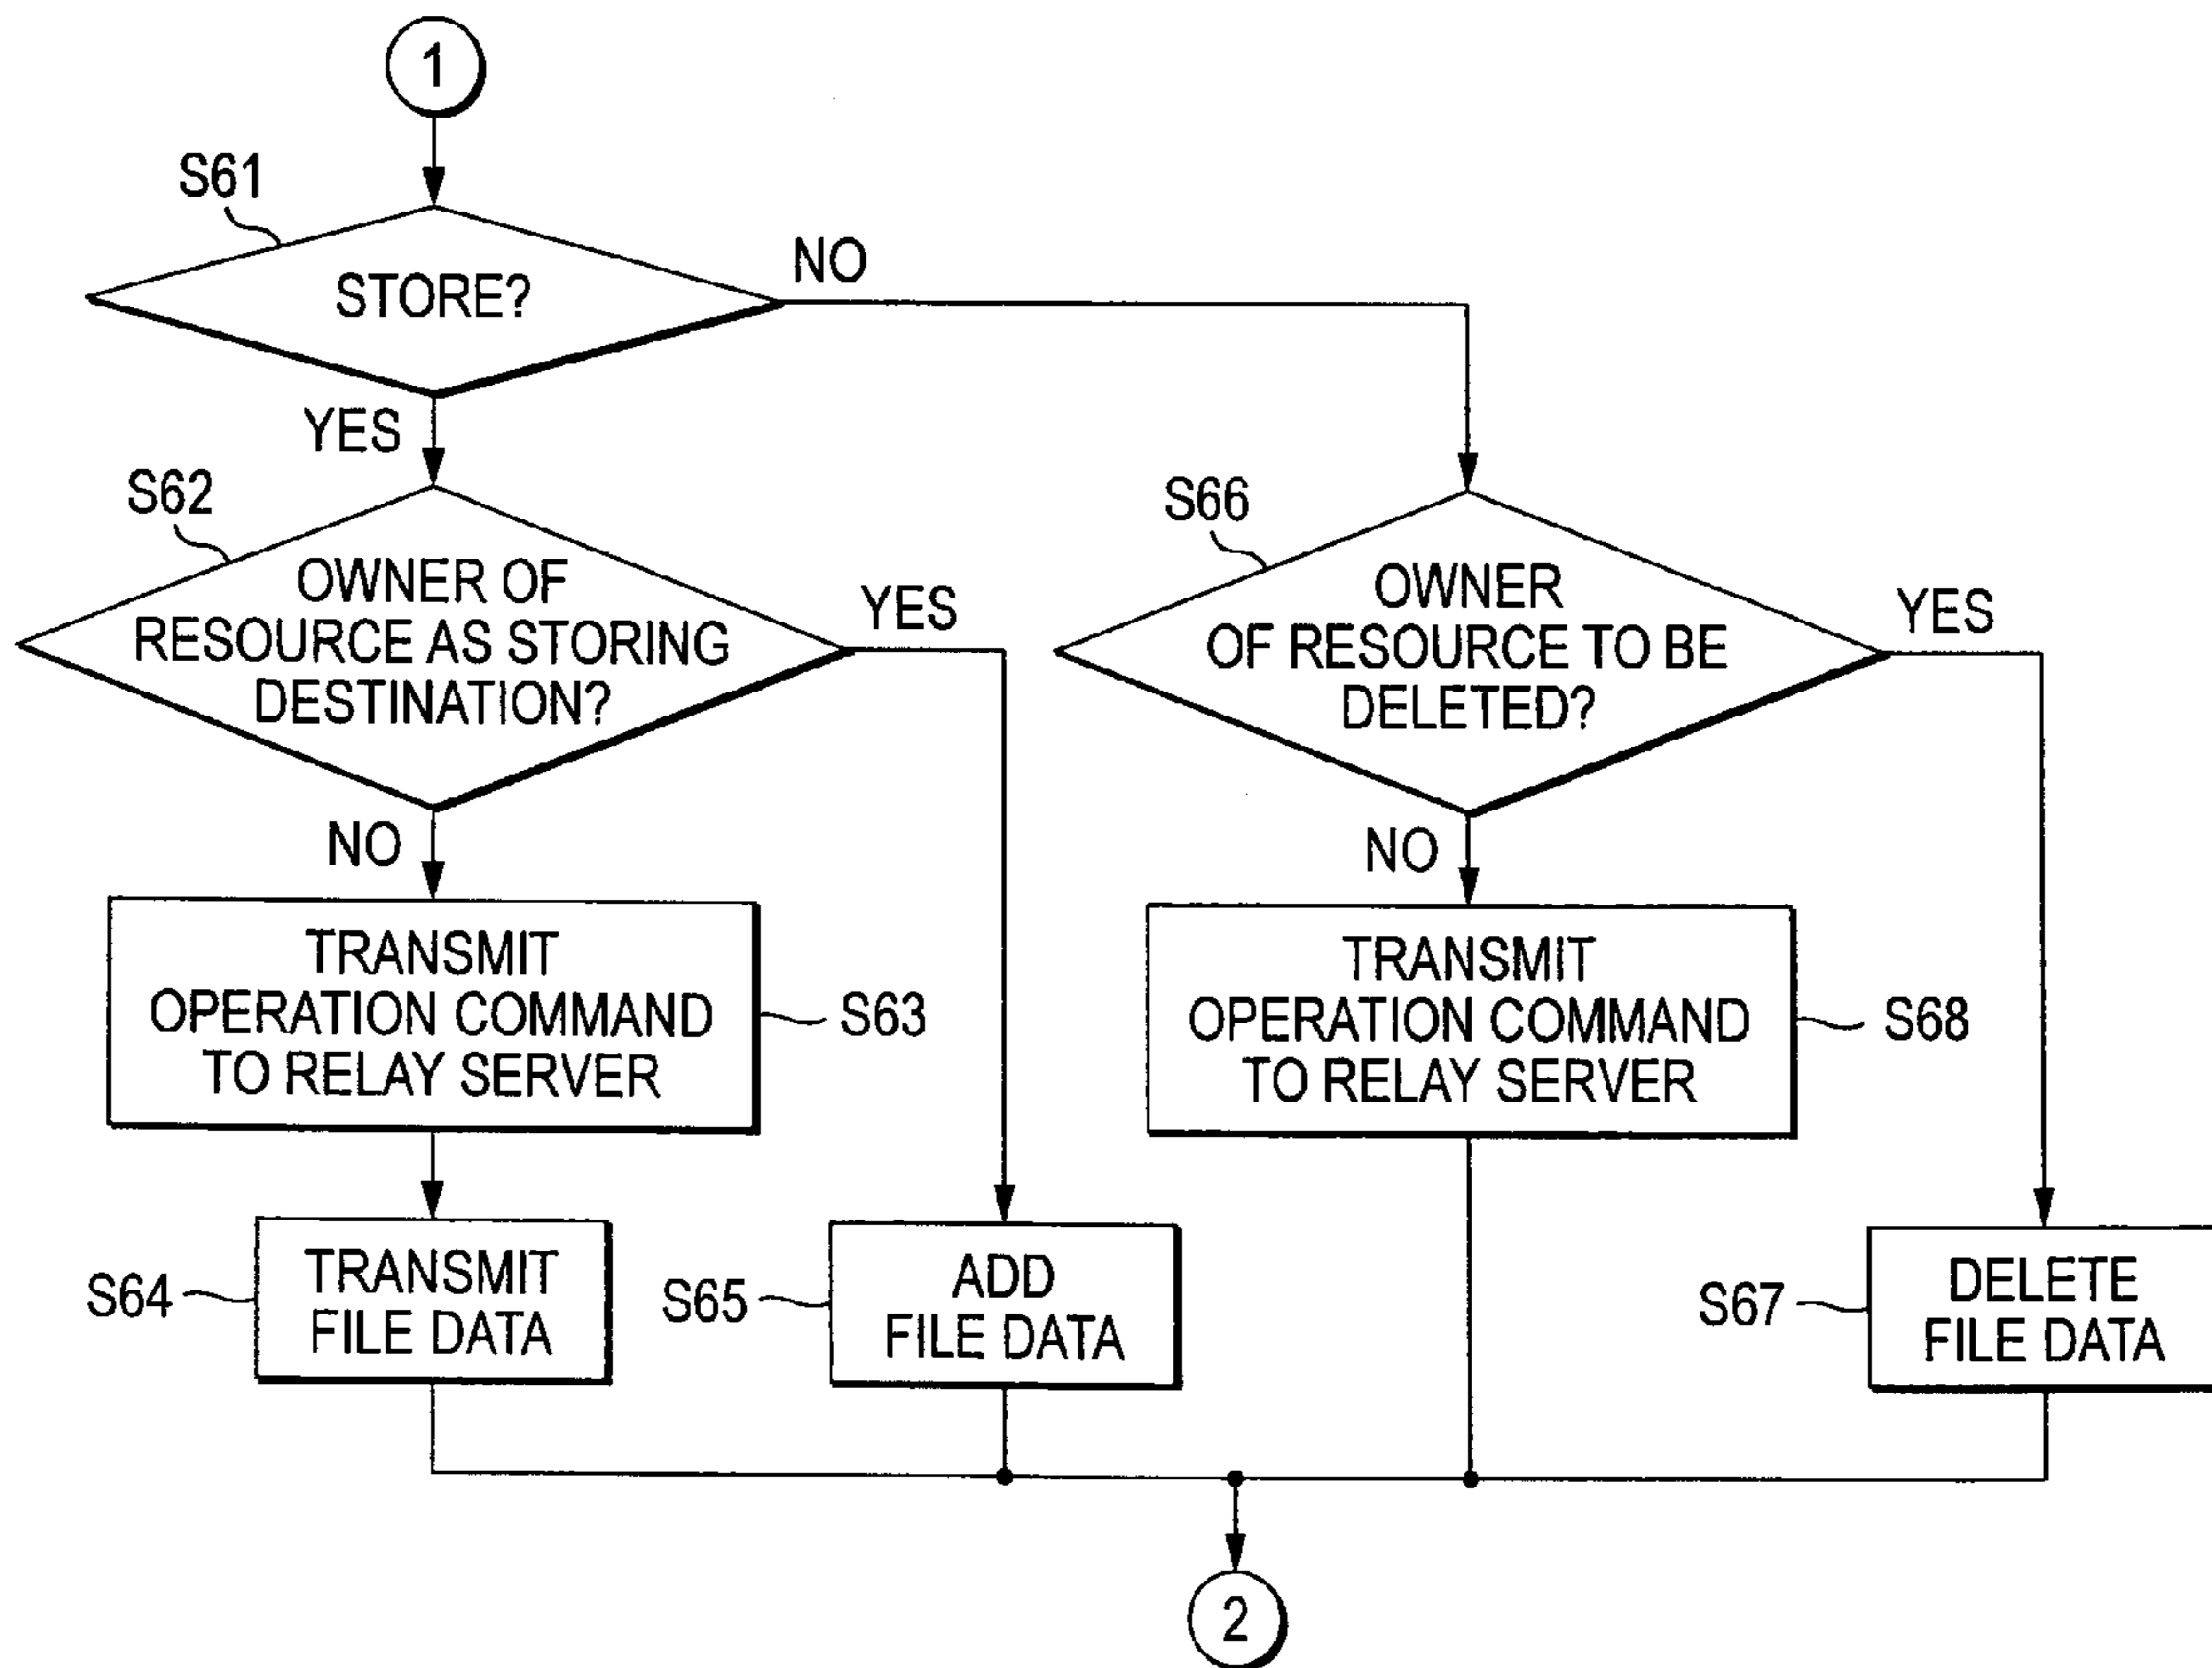 1
S61
STORE?
NO
YES
S62
OWNER OF
RESOURCE AS STORING
DESTINATION?
YES
NO
S66
OWNER
OF RESOURCE TO BE
DELETED?
YES
NO
TRANSMIT
OPERATION COMMAND
TO RELAY SERVER
S63
TRANSMIT
OPERATION COMMAND
TO RELAY SERVER
S68
S64
TRANSMIT
FILE DATA
S65
ADD
FILE DATA
S67
DELETE
FILE DATA
2